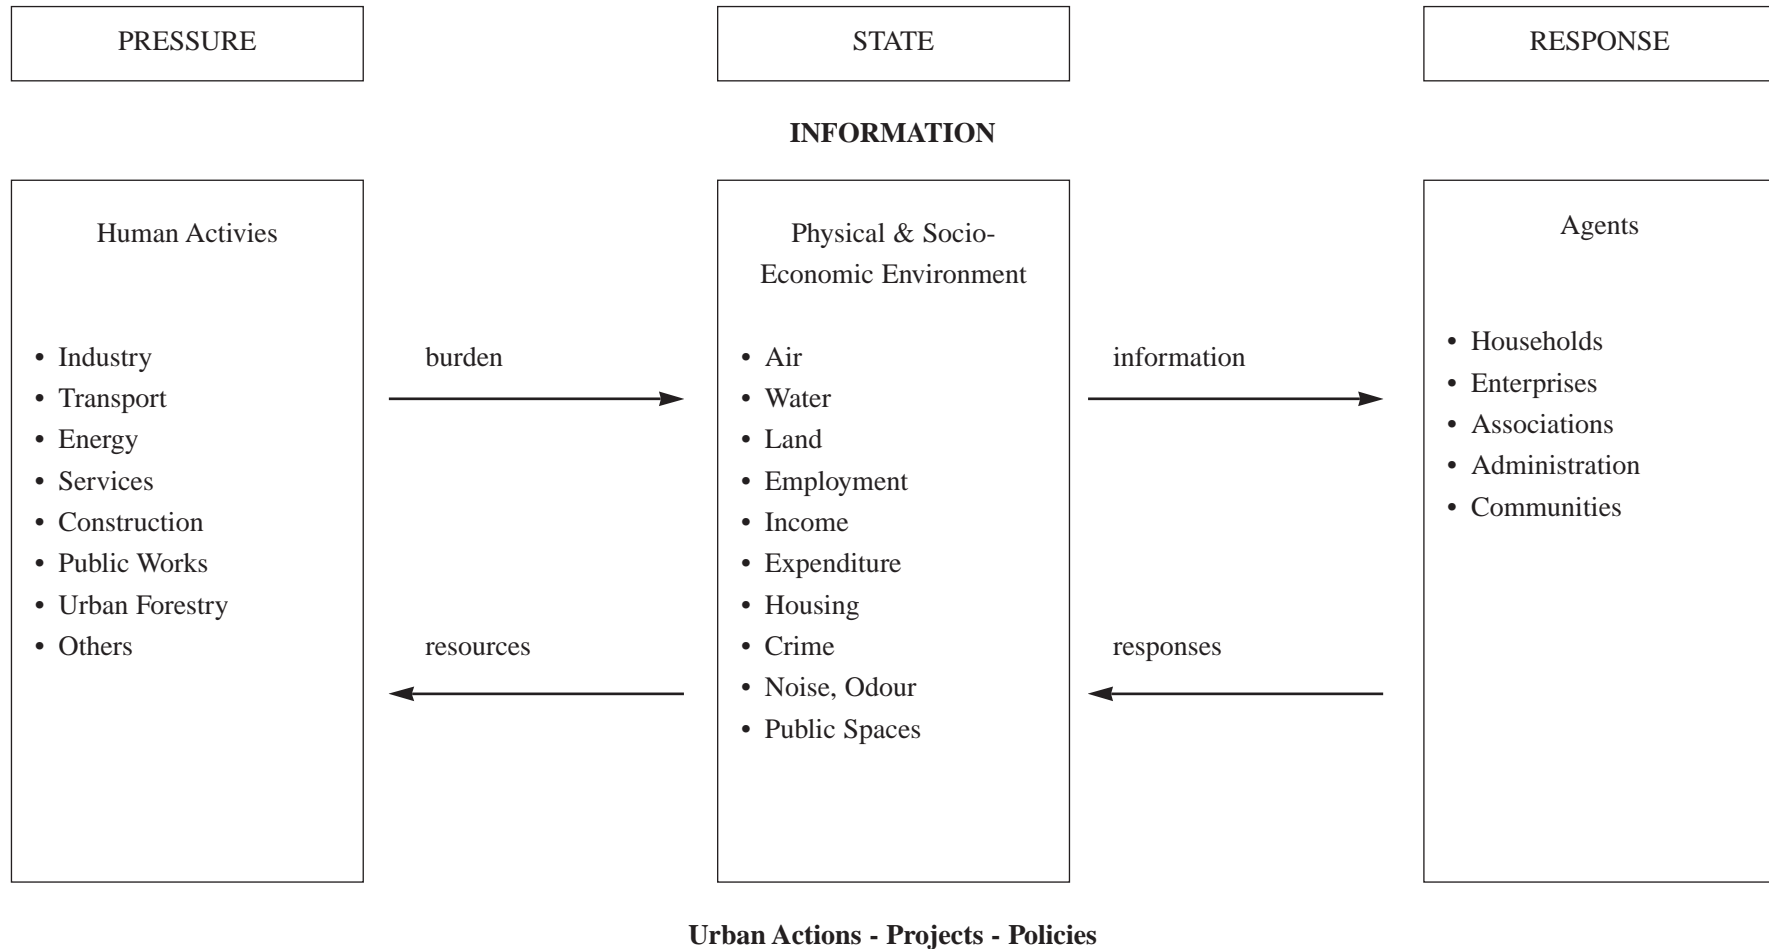 PRESSURE
STATE
RESPONSE
INFORMATION
Human Activies
• Industry
• Transport
• Energy
• Services
• Construction
• Public Works
• Urban Forestry
• Others
burden
resources
Physical & Socio-
Economic Environment
• Air
• Water
• Land
• Employment
• Income
• Expenditure
• Housing
• Crime
• Noise, Odour
• Public Spaces
information
responses
Agents
• Households
• Enterprises
• Associations
• Administration
• Communities
Urban Actions - Projects - Policies